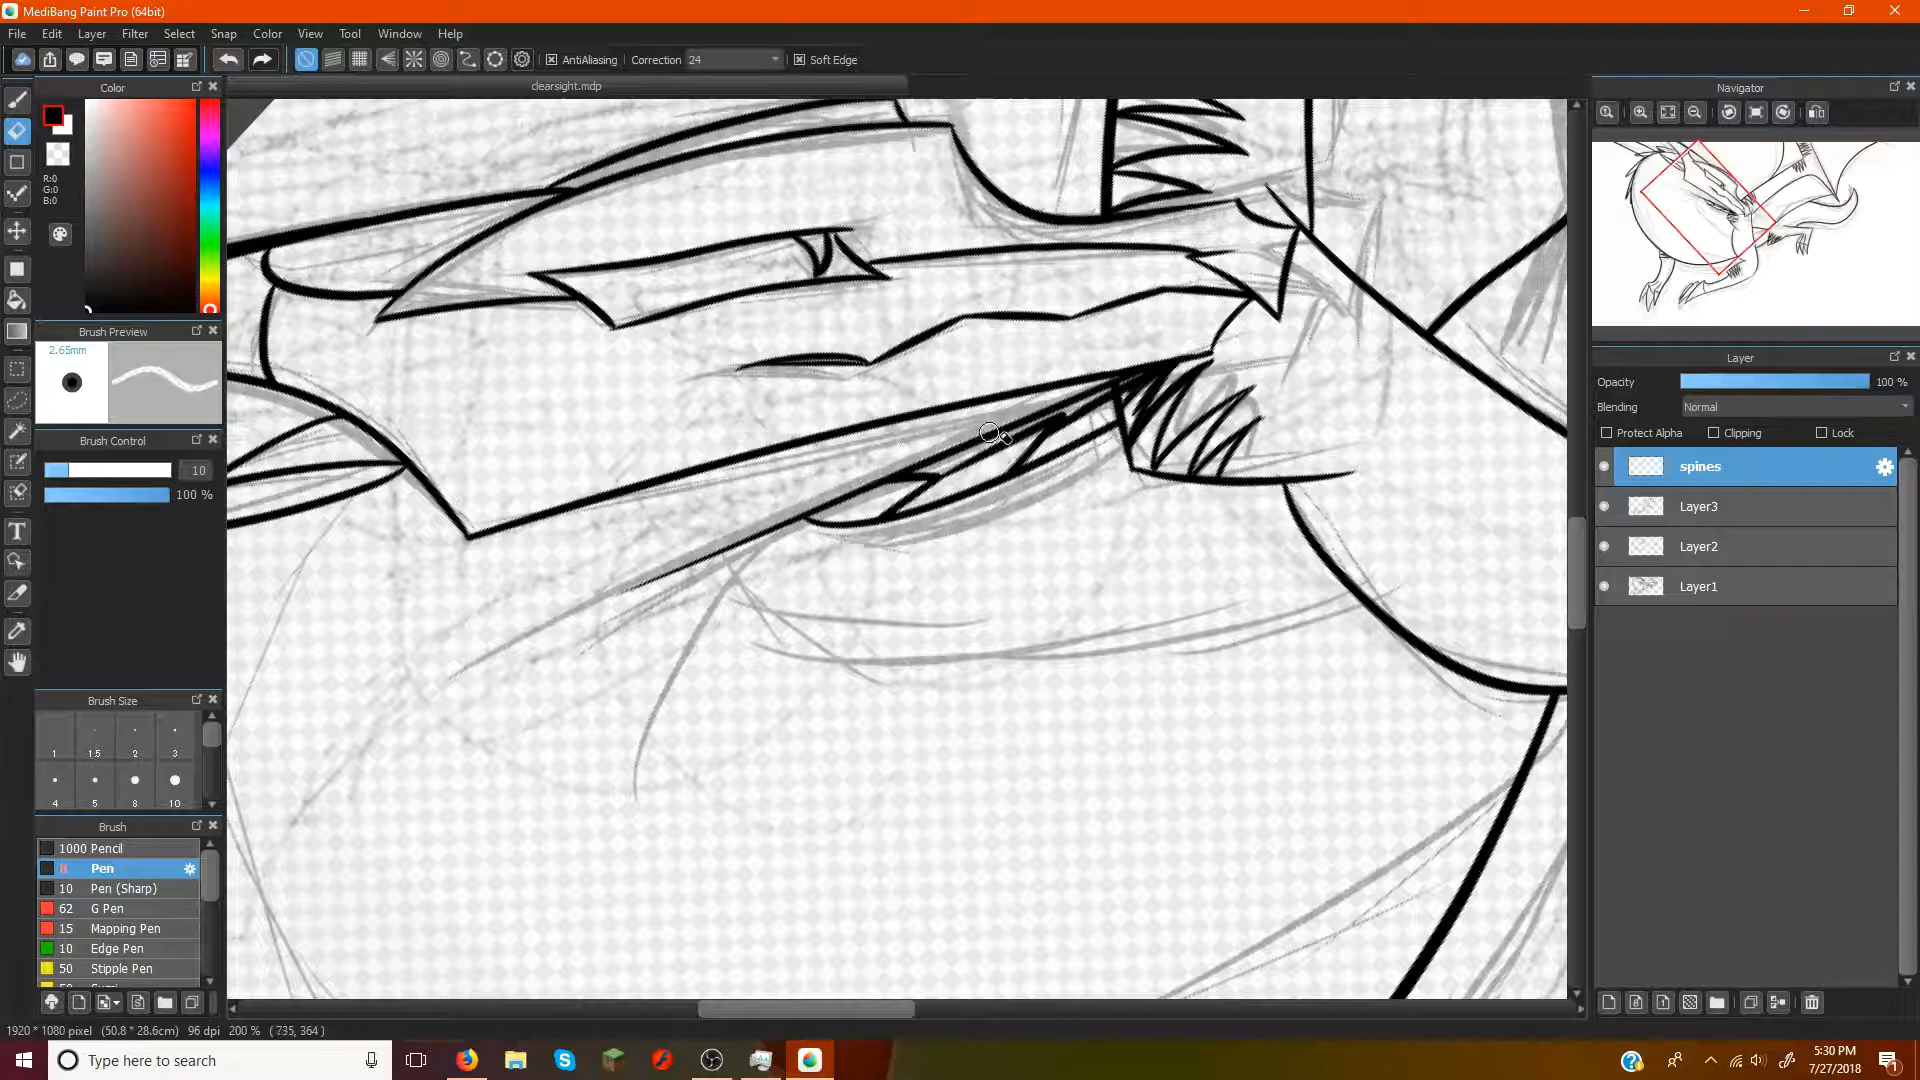 MediBang Paint Pro (64bit)
File Edit Layer Filter Select Snap Color View Tool Window Help
AntiAliasing Correction 24 Soft Edge
Color
clearsight.mdp
Navigator
R:0
G:0
B:0
Brush Preview
2.65mm
Layer
Opacity 100 %
Blending Normal
Protect Alpha Clipping Lock
Brush Control
10
100 %
spines
Layer3
Layer2
Layer1
T
Brush Size
1 1.5 2 3
4 5 8 10
Brush
1000 Pencil
8 Pen
10 Pen (Sharp)
62 G Pen
15 Mapping Pen
10 Edge Pen
50 Stipple Pen
1920 * 1080 pixel (50.8 * 28.6cm) 96 dpi 200 % ( 735, 364 )
Type here to search
5:30 PM
7/27/2018
1